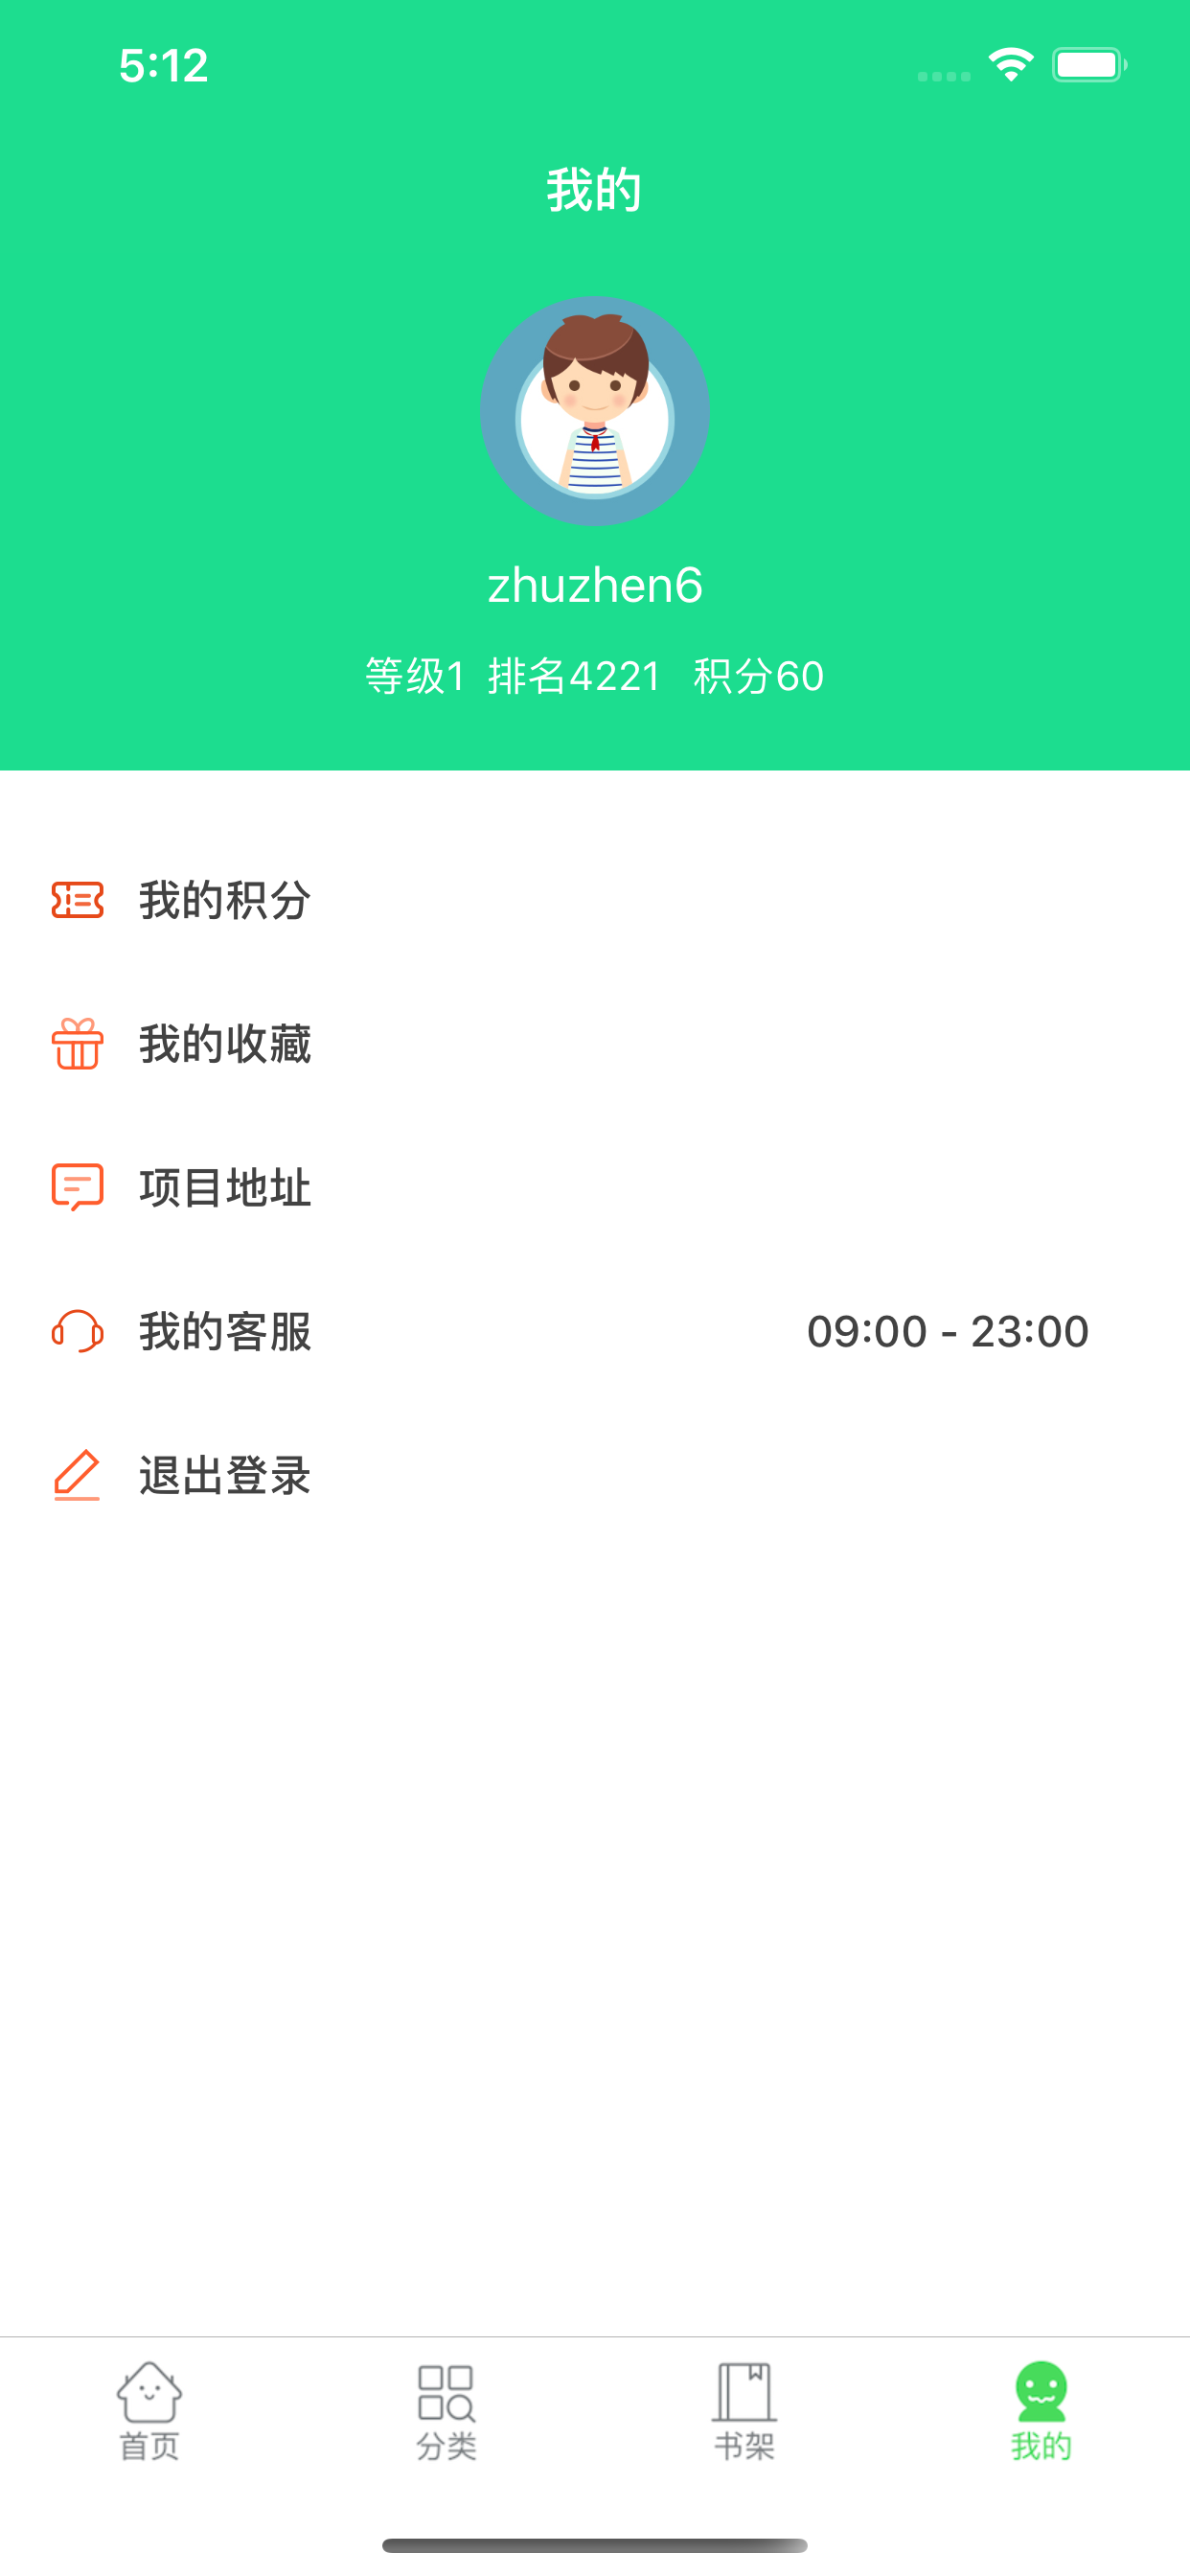 5:12
我的
zhuzhen6
等级1 排名4221 积分60
我的积分
我的收藏
项目地址
我的客服 09:00 - 23:00
退出登录
首页 分类 书架 我的